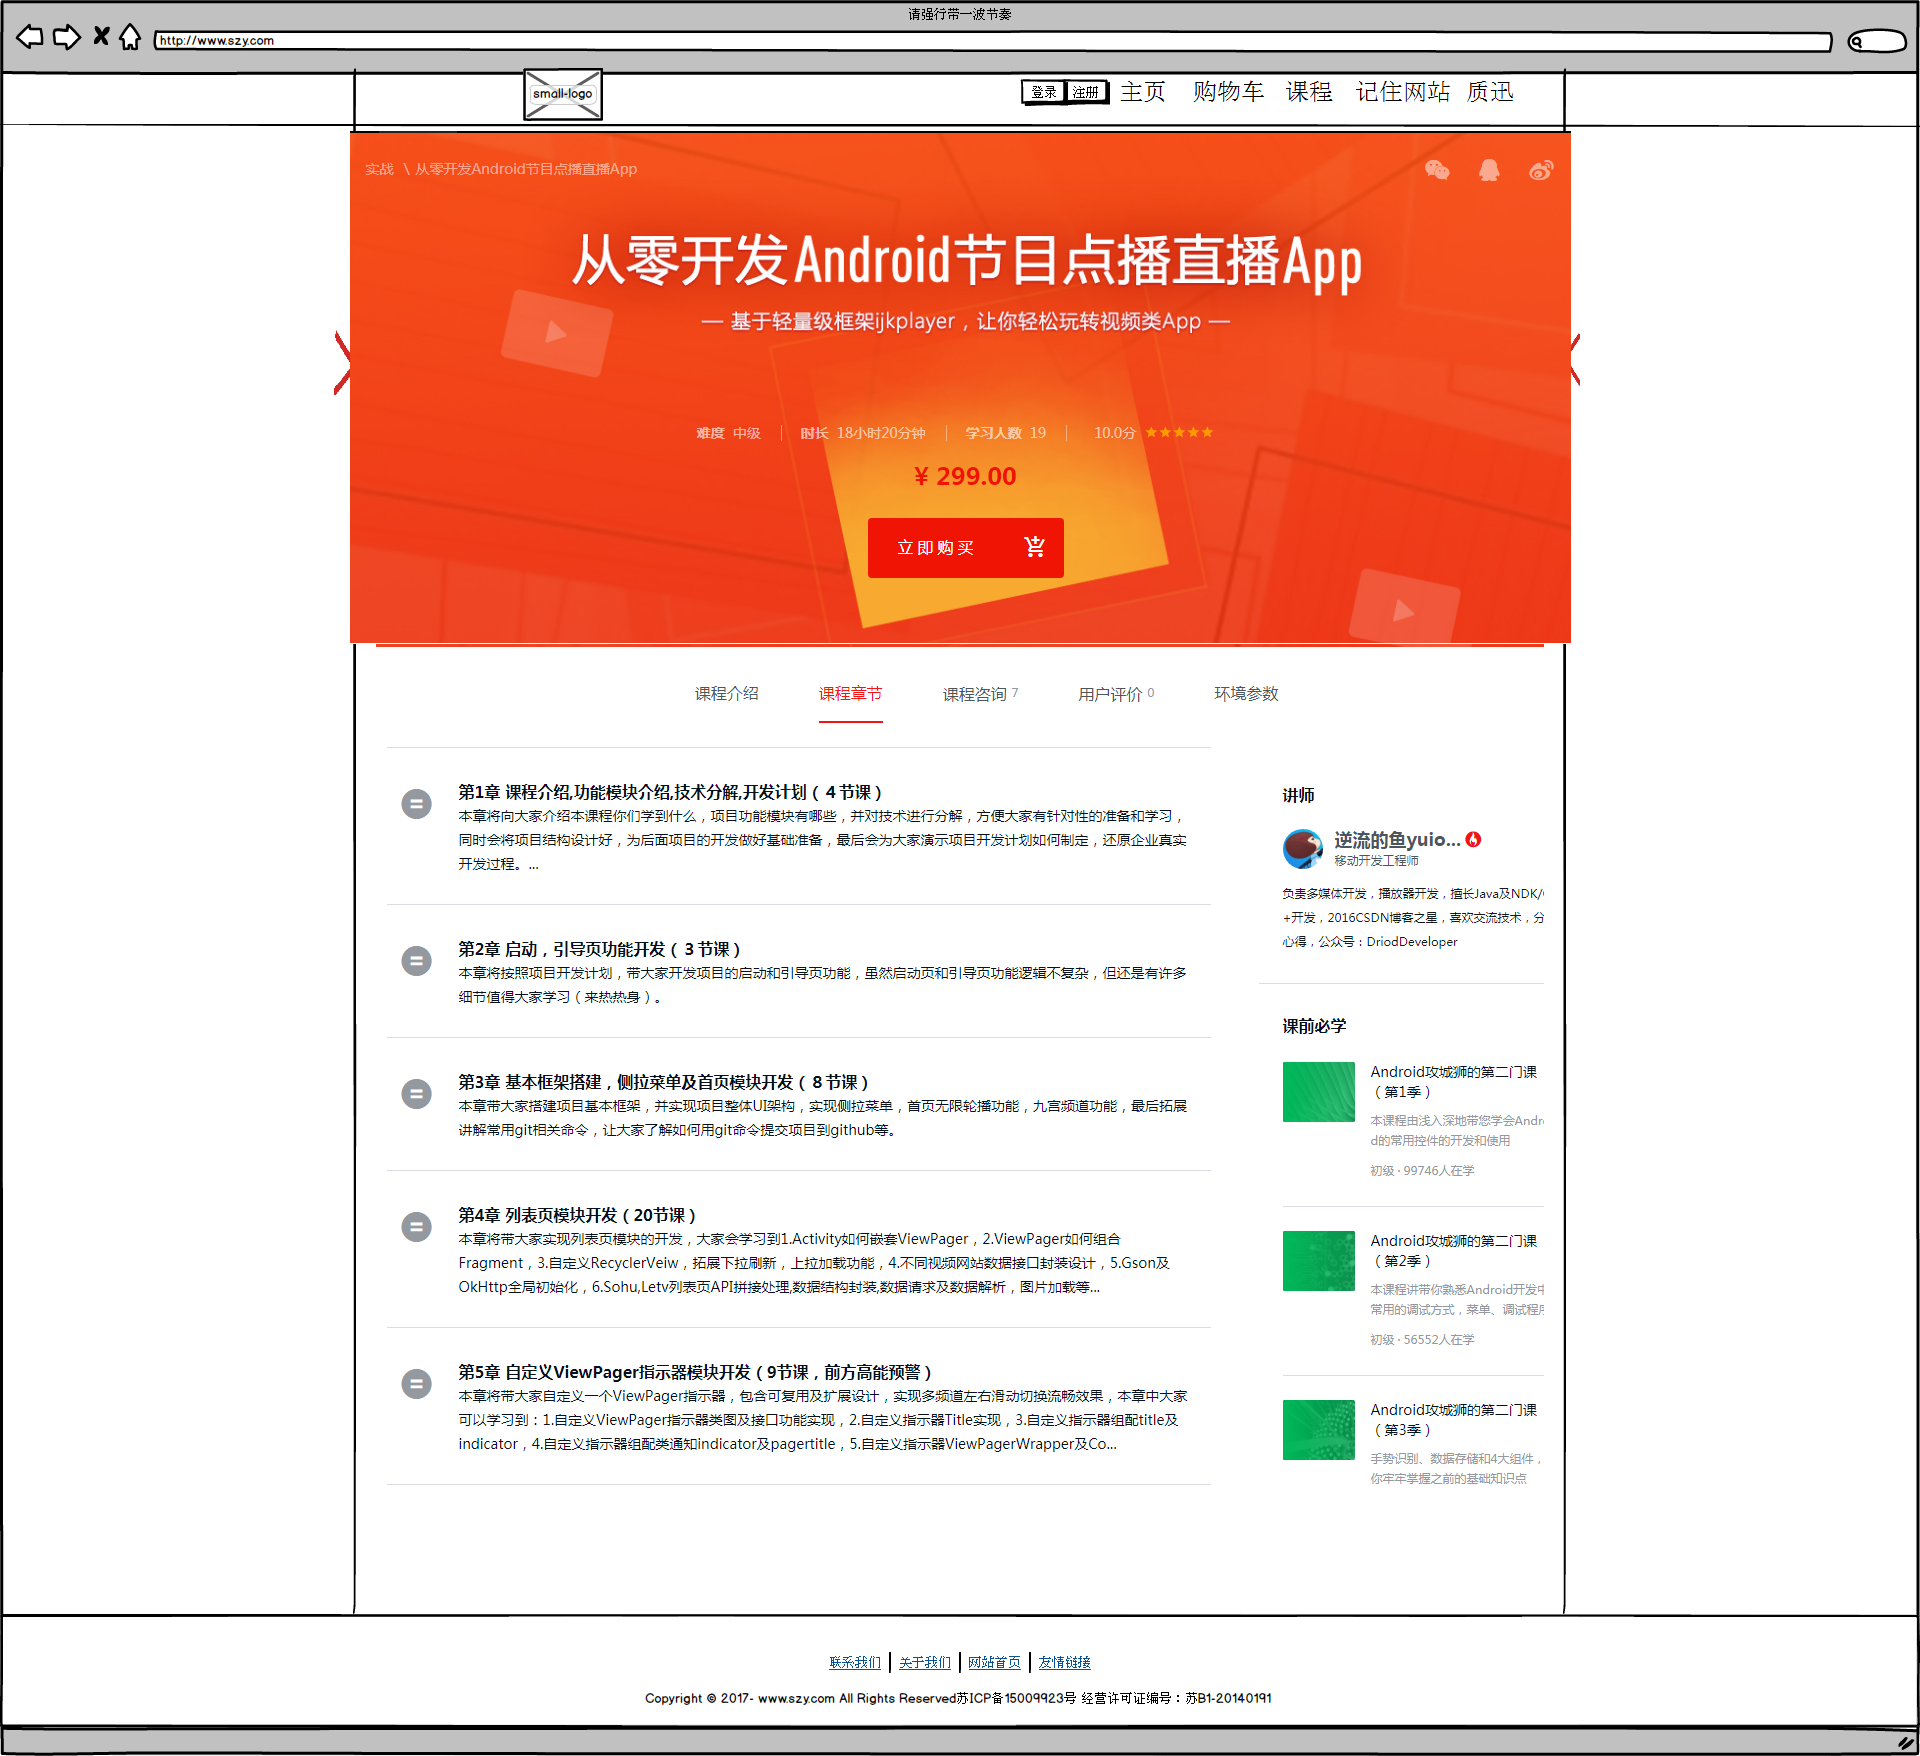 请强行带一波节奏
http://www.szy.com
small-logo
登录 注册 主页 购物车 课程 记住网站 质迅
实战 \ 从零开发Android节目点播直播App
从零开发Android节目点播直播App
— 基于轻量级框架ijkplayer，让你轻松玩转视频类App —
难度 中级 时长 18小时20分钟 学习人数 19 10.0分 ★★★★★
¥ 299.00
立即购买
课程介绍 课程章节 课程咨询 7 用户评价 0 环境参数
第1章 课程介绍,功能模块介绍,技术分解,开发计划（ 4 节课 ）
本章将向大家介绍本课程你们学到什么，项目功能模块有哪些，并对技术进行分解，方便大家有针对性的准备和学习，
同时会将项目结构设计好，为后面项目的开发做好基础准备，最后会为大家演示项目开发计划如何制定，还原企业真实
开发过程。...
第2章 启动，引导页功能开发（ 3 节课 ）
本章将按照项目开发计划，带大家开发项目的启动和引导页功能，虽然启动页和引导页功能逻辑不复杂，但还是有许多
细节值得大家学习（来热热身）。
第3章 基本框架搭建，侧拉菜单及首页模块开发（ 8 节课 ）
本章带大家搭建项目基本框架，并实现项目整体UI架构，实现侧拉菜单，首页无限轮播功能，九宫频道功能，最后拓展
讲解常用git相关命令，让大家了解如何用git命令提交项目到github等。
第4章 列表页模块开发（ 20节课 ）
本章将带大家实现列表页模块的开发，大家会学习到1.Activity如何嵌套ViewPager，2.ViewPager如何组合
Fragment，3.自定义RecyclerVeiw，拓展下拉刷新，上拉加载功能，4.不同视频网站数据接口封装设计，5.Gson及
OkHttp全局初始化，6.Sohu,Letv列表页API拼接处理,数据结构封装,数据请求及数据解析，图片加载等...
第5章 自定义ViewPager指示器模块开发（ 9节课，前方高能预警）
本章将带大家自定义一个ViewPager指示器，包含可复用及扩展设计，实现多频道左右滑动切换流畅效果，本章中大家
可以学习到：1.自定义ViewPager指示器类图及接口功能实现，2.自定义指示器Title实现，3.自定义指示器组配title及
indicator，4.自定义指示器组配类通知indicator及pagertitle，5.自定义指示器ViewPagerWrapper及Co...
讲师
逆流的鱼yuio...
移动开发工程师
负责多媒体开发，播放器开发，擅长Java及NDK/
+开发，2016CSDN博客之星，喜欢交流技术，分
心得，公众号：DriodDeveloper
课前必学
Android攻城狮的第二门课
（第1季）
本课程由浅入深地带您学会Andr
d的常用控件的开发和使用
初级 · 99746人在学
Android攻城狮的第二门课
（第2季）
本课程讲带你熟悉Android开发中
常用的调试方式，菜单、调试程序
初级 · 56552人在学
Android攻城狮的第二门课
（第3季）
手势识别、数据存储和4大组件，
你牢牢掌握之前的基础知识点
联系我们 关于我们 网站首页 友情链接
Copyright © 2017- www.szy.com All Rights Reserved苏ICP备15009923号 经营许可证编号：苏B1-20140191